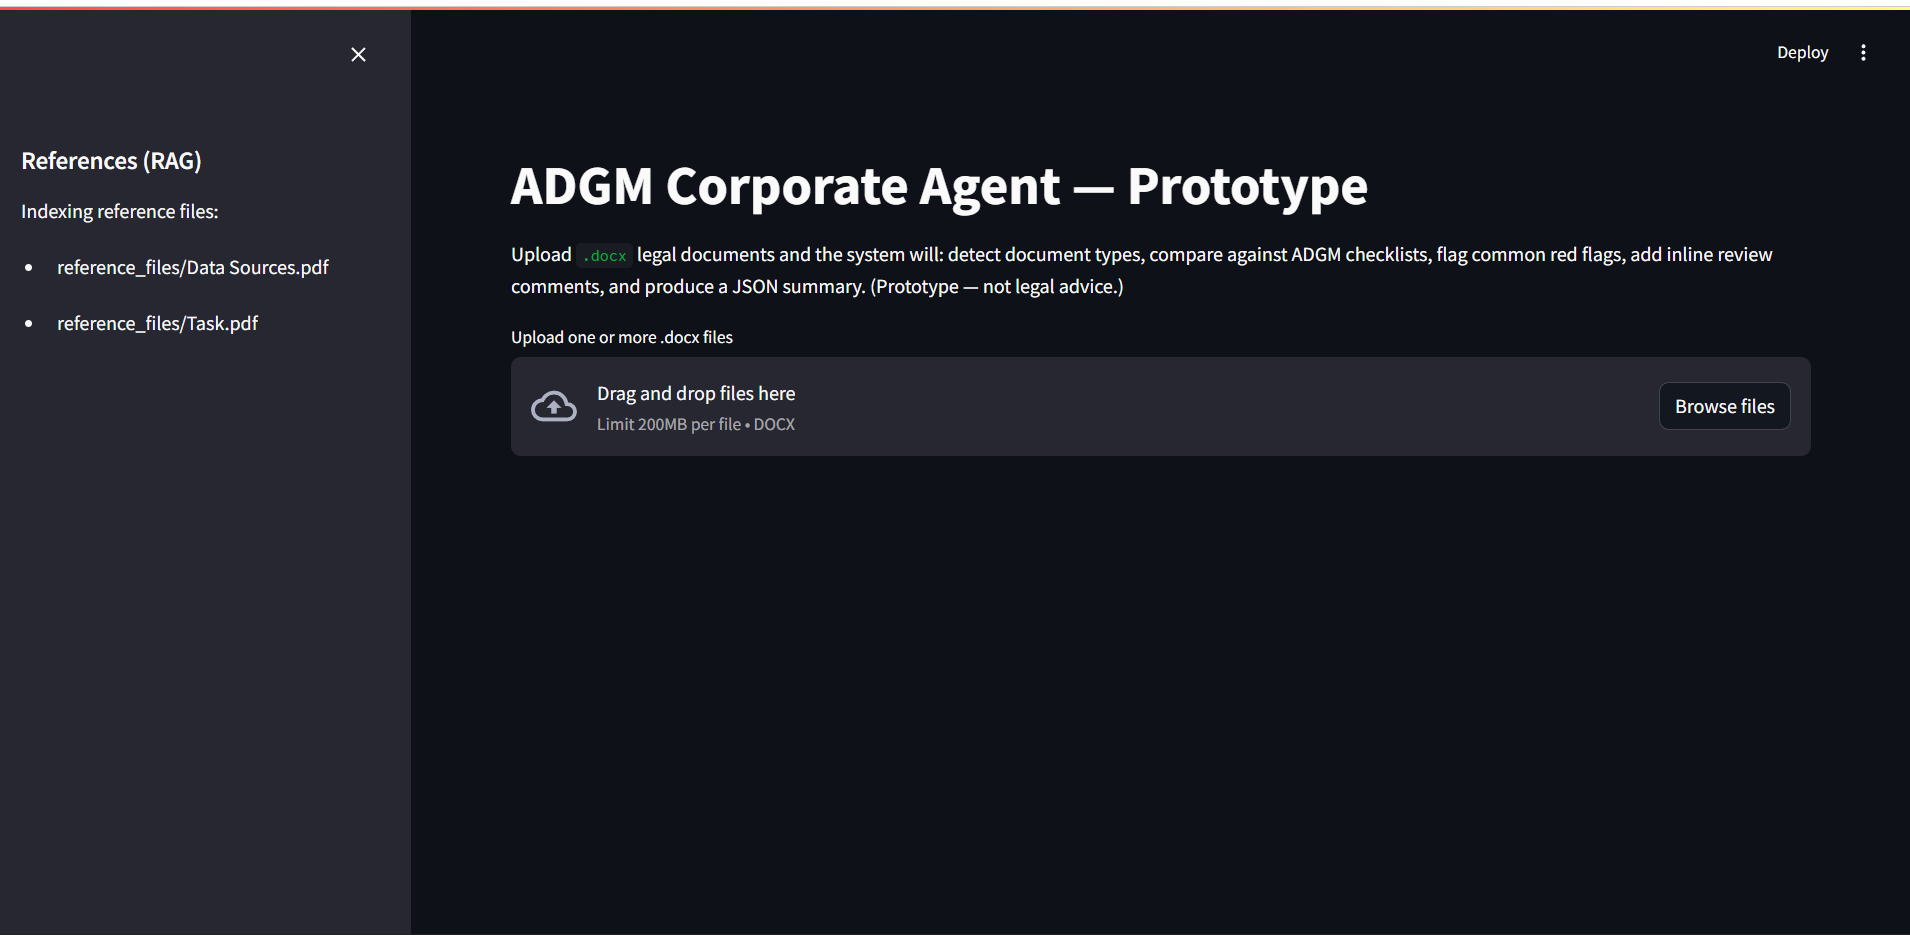 Deploy
References (RAG)
Indexing reference files:
• reference_files/Data Sources.pdf
• reference_files/Task.pdf
ADGM Corporate Agent — Prototype
Upload .docx legal documents and the system will: detect document types, compare against ADGM checklists, flag common red flags, add inline review
comments, and produce a JSON summary. (Prototype — not legal advice.)
Upload one or more .docx files
Drag and drop files here
Limit 200MB per file • DOCX
Browse files